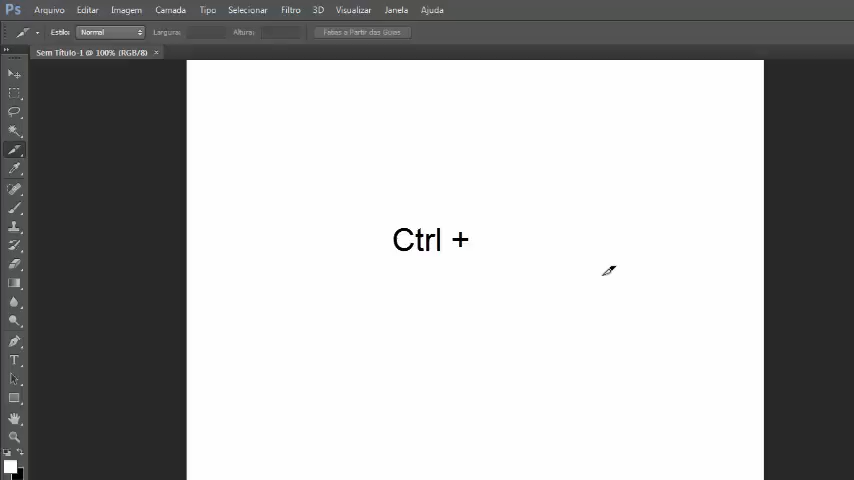 Ps Arquivo Editar Imagem Camada Tipo Selecionar Filtro 3D Visualizar Janela Ajuda
Estilo: Normal Largura: Altura: Fatias a Partir das Guias
Sem Título-1 @ 100% (RGB/8) ×
Ctrl +
T